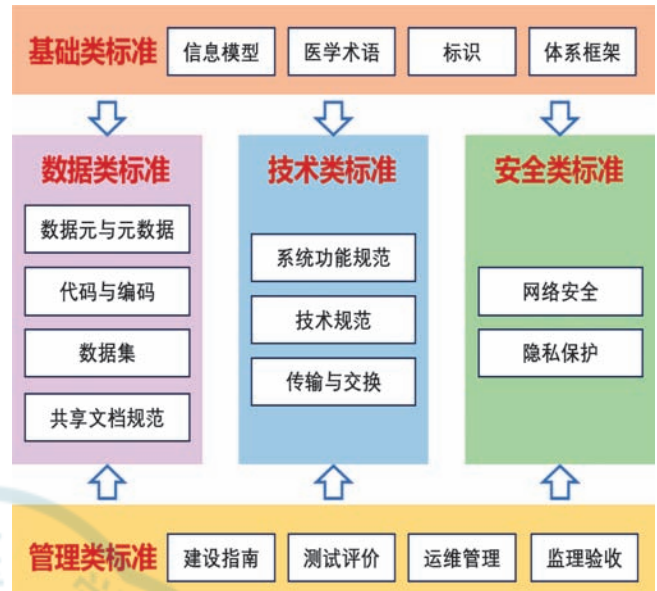 基础类标准 信息模型 医学术语 标识 体系框架
数据类标准
数据元与元数据
代码与编码
数据集
共享文档规范
技术类标准
系统功能规范
技术规范
传输与交换
安全类标准
网络安全
隐私保护
管理类标准 建设指南 测试评价 运维管理 监理验收